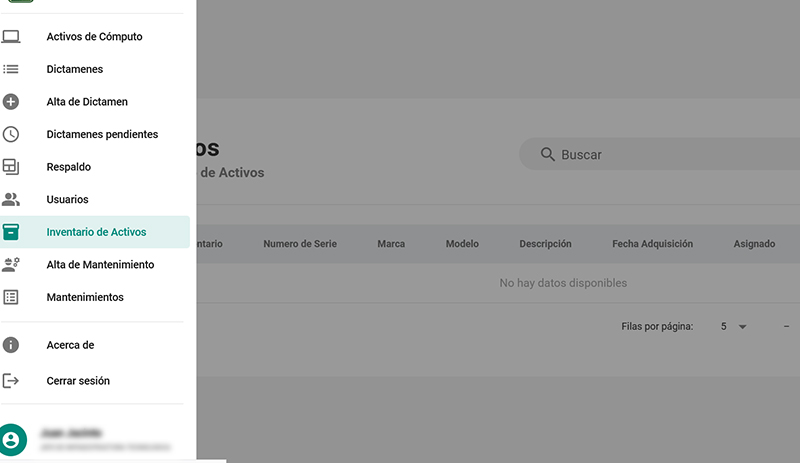 Activos de Cómputo
Dictamenes
Alta de Dictamen
Dictamenes pendientes
Respaldo
Usuarios
Inventario de Activos
Alta de Mantenimiento
Mantenimientos
Acerca de
Cerrar sesión
os
de Activos
Buscar
ntario Numero de Serie Marca Modelo Descripción Fecha Adquisición Asignado
No hay datos disponibles
Filas por página: 5 –